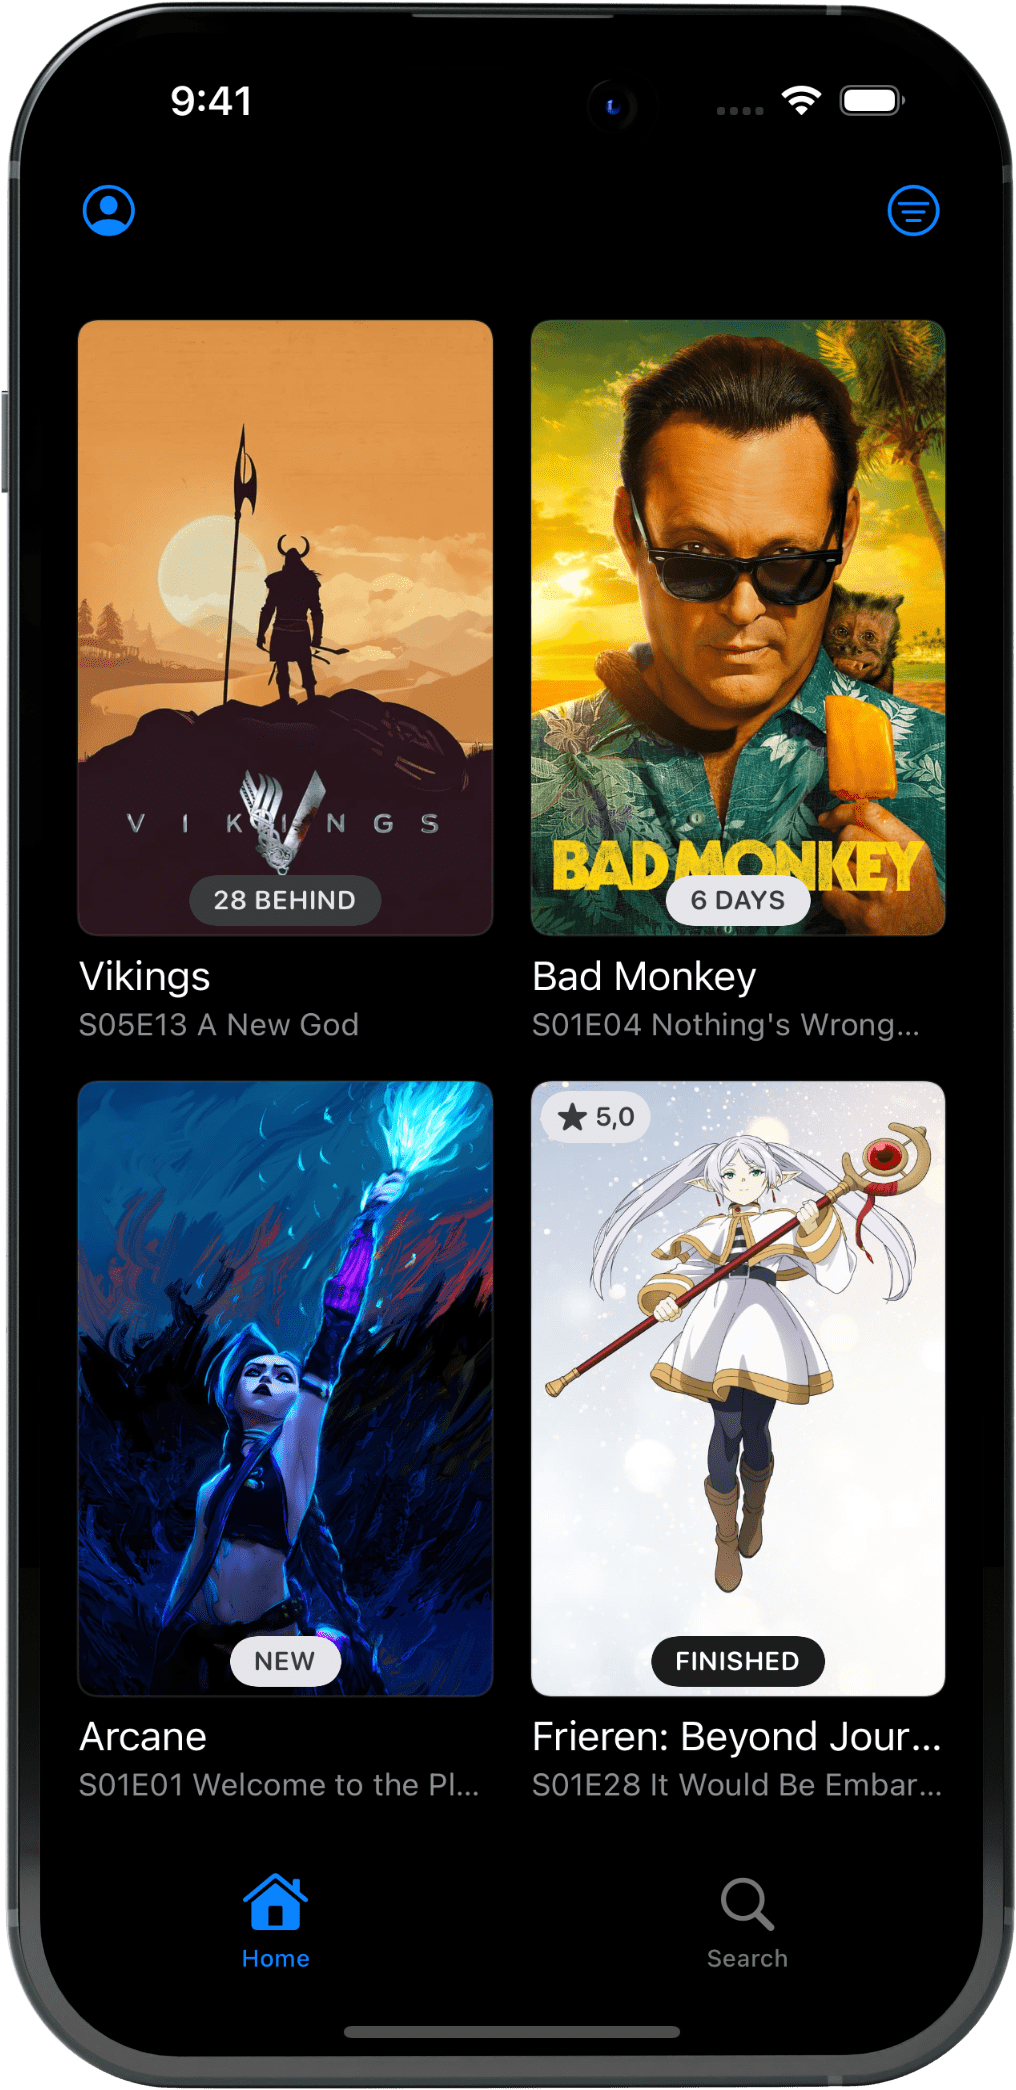 9:41
VIKINGS
28 BEHIND
Vikings
S05E13 A New God
BAD MONKEY
6 DAYS
Bad Monkey
S01E04 Nothing's Wrong...
NEW
Arcane
S01E01 Welcome to the Pl...
5,0
FINISHED
Frieren: Beyond Jour...
S01E28 It Would Be Embar...
Home
Search